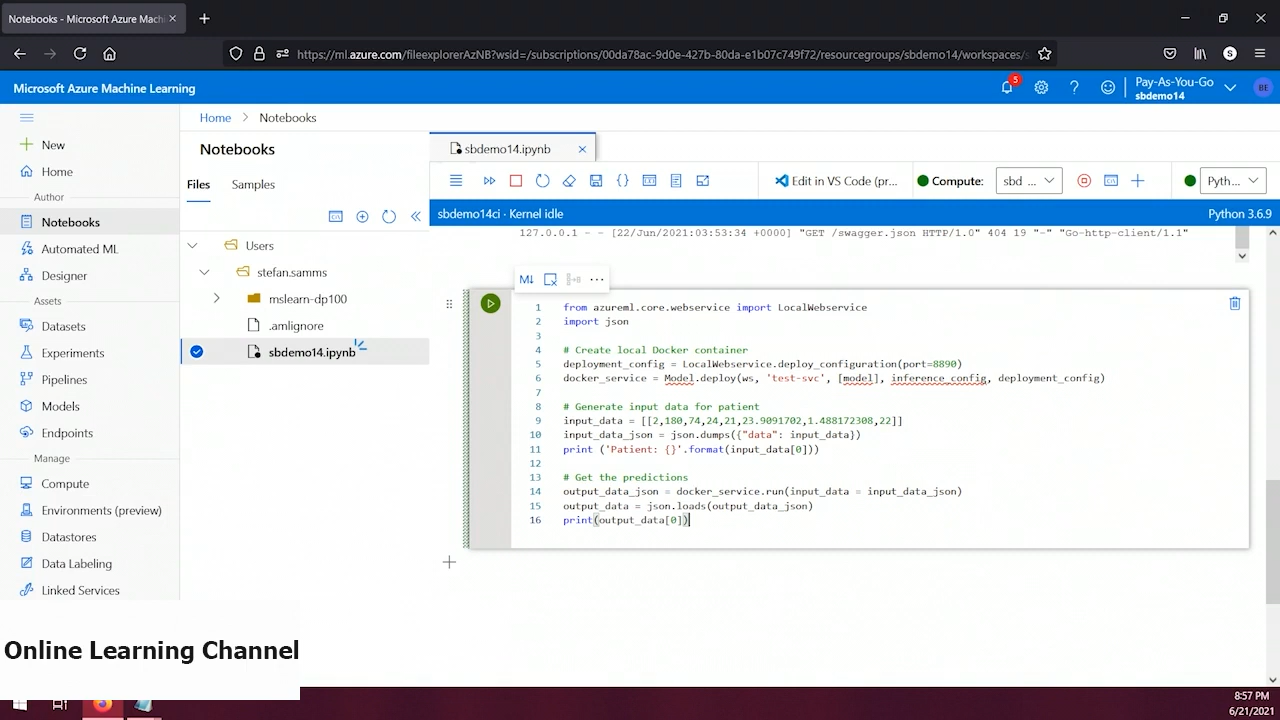 Notebooks - Microsoft Azure Machi
https://ml.azure.com/fileexplorerAzNB?wsid=/subscriptions/00da78ac-9d0e-427b-80da-e1b07c749f72/resourcegroups/sbdemo14/workspaces/s
S
Microsoft Azure Machine Learning
5
Pay-As-You-Go
sbdemo14
BE
New
Home
Author
Notebooks
Automated ML
Designer
Assets
Datasets
Experiments
Pipelines
Models
Endpoints
Manage
Compute
Environments (preview)
Datastores
Data Labeling
Linked Services
Home > Notebooks
Notebooks
Files Samples
Users
stefan.samms
mslearn-dp100
.amlignore
sbdemo14.ipynb
sbdemo14.ipynb
Edit in VS Code (pr...
Compute:
sbd ...
Pyth...
sbdemo14ci · Kernel idle
Python 3.6.9
127.0.0.1 - - [22/Jun/2021:03:53:34 +0000] "GET /swagger.json HTTP/1.0" 404 19 "-" "Go-http-client/1.1"
M↓
1 from azureml.core.webservice import LocalWebservice
2 import json
3
4 # Create local Docker container
5 deployment_config = LocalWebservice.deploy_configuration(port=8890)
6 docker_service = Model.deploy(ws, 'test-svc', [model], inference_config, deployment_config)
7
8 # Generate input data for patient
9 input_data = [[2,180,74,24,21,23.9091702,1.488172308,22]]
10 input_data_json = json.dumps({"data": input_data})
11 print ('Patient: {}'.format(input_data[0]))
12
13 # Get the predictions
14 output_data_json = docker_service.run(input_data = input_data_json)
15 output_data = json.loads(output_data_json)
16 print(output_data[0])
Online Learning Channel
8:57 PM
6/21/2021